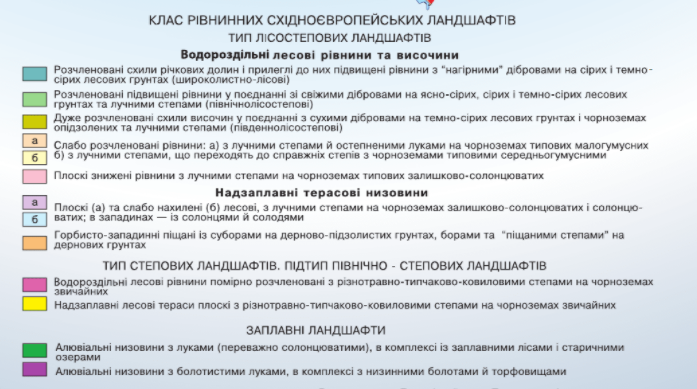 КЛАС РІВНИННИХ СХІДНОЄВРОПЕЙСЬКИХ ЛАНДШАФТІВ
ТИП ЛІСОСТЕПОВИХ ЛАНДШАФТІВ
Вододроздільні лесові рівнини та височини
Розчленовані схили річкових долин і прилеглі до них підвищені рівнини з "нагірними" дібровами на сірих і темно-
сірих лесових грунтах (широколистно-лісові)
Розчленовані підвищені рівнини у поєднанні зі свіжими дібровами на ясно-сірих, сірих і темно-сірих лесових
грунтах та лучними степами (північнолісостепові)
Дуже розчленовані схили височин у поєднанні з сухими дібровами на темно-сірих лесових грунтах і чорноземах
опідзолених та лучними степами (південнолісостепові)
а
Слабо розчленовані рівнини: а) з лучними степами й остепненими луками на чорноземах типових малогумусних
б
б) з лучними степами, що переходять до справжніх степів з чорноземами типовими середньогумусними
Плоскі знижені рівнини з лучними степами на чорноземах типових залишково-солонцюватих
Надзаплавні терасові низовини
а
Плоскі (а) та слабо нахилені (б) лесові, з лучними степами на чорноземах залишково-солонцюватих і солонцю-
б
ватих; в западинах — із солонцями й солодями
Горбисто-западинні піщані із суборами на дерново-підзолистих грунтах, борами та "піщаними степами" на
дернових грунтах
ТИП СТЕПОВИХ ЛАНДШАФТІВ. ПІДТИП ПІВНІЧНО - СТЕПОВИХ ЛАНДШАФТІВ
Водороздільні лесові рівнини помірно розчленовані з різнотравно-типчаково-ковиловими степами на чорноземах
звичайних
Надзаплавні лесові тераси плоскі з різнотравно-типчаково-ковиловими степами на чорноземах звичайних
ЗАПЛАВНІ ЛАНДШАФТИ
Алювіальні низовини з луками (переважно солонцюватими), в комплексі із заплавними лісами і старичними
озерами
Алювіальні низовини з болотистими луками, в комплексі з низинними болотами й торфовищами